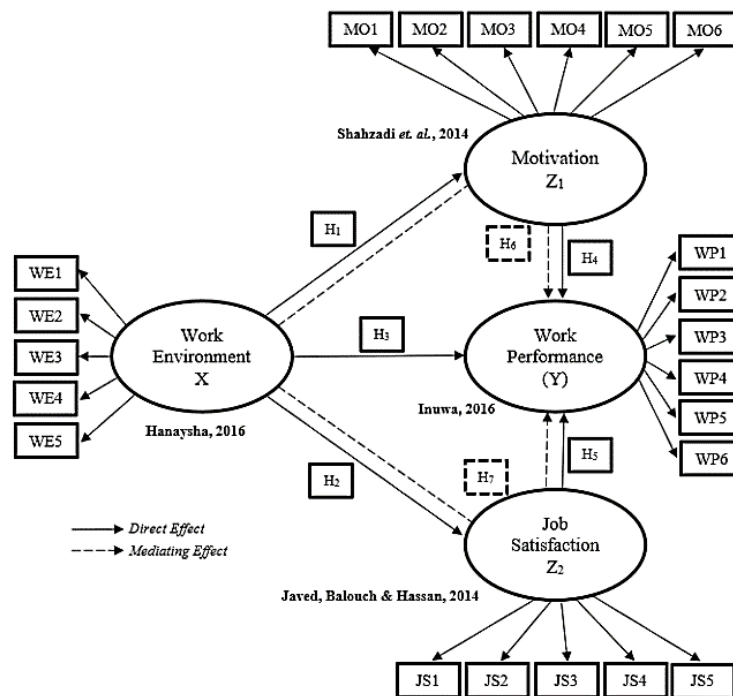 MO1 MO2 MO3 MO4 MO5 MO6
Shahzadi et. al., 2014
Motivation
Z1
H1
H6
H4
WE1
WE2
WE3
WE4
WE5
Work
Environment
X
Hanaysha, 2016
H3
Work
Performance
(Y)
Inuwa, 2016
WP1
WP2
WP3
WP4
WP5
WP6
H2
H7
H5
Direct Effect
Mediating Effect
Job
Satisfaction
Z2
Javed, Balouch & Hassan, 2014
JS1 JS2 JS3 JS4 JS5